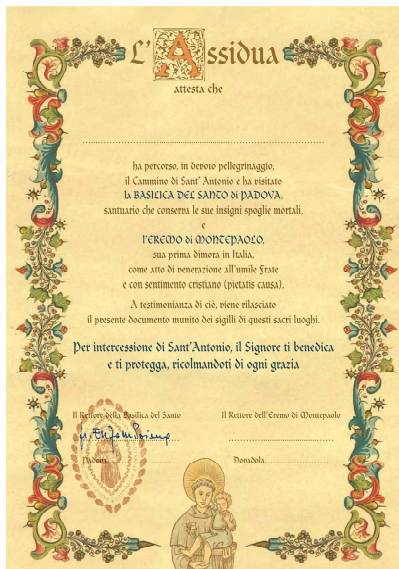 L'Assidua
attesta che
ha percorso, in devoto pellegrinaggio,
il Cammino di Sant' Antonio e ha visitato
la BASILICA DEL SANTO di PADOVA,
santuario che conserva le sue insigni spoglie mortali,
e
l'EREMO di MONTEPAOLO,
sua prima dimora in Italia,
come atto di venerazione all'umile Frate
e con sentimento cristiano (pietatis causa).
A testimonianza di ciò, viene rilasciato
il presente documento munito dei sigilli di questi sacri luoghi.
Per intercessione di Sant'Antonio, il Signore ti benedica
e ti protegga, ricolmandoti di ogni grazia
Il Rettore della Basilica del Santo
Il Rettore dell'Eremo di Montepaolo
Padova,
Dovadola,